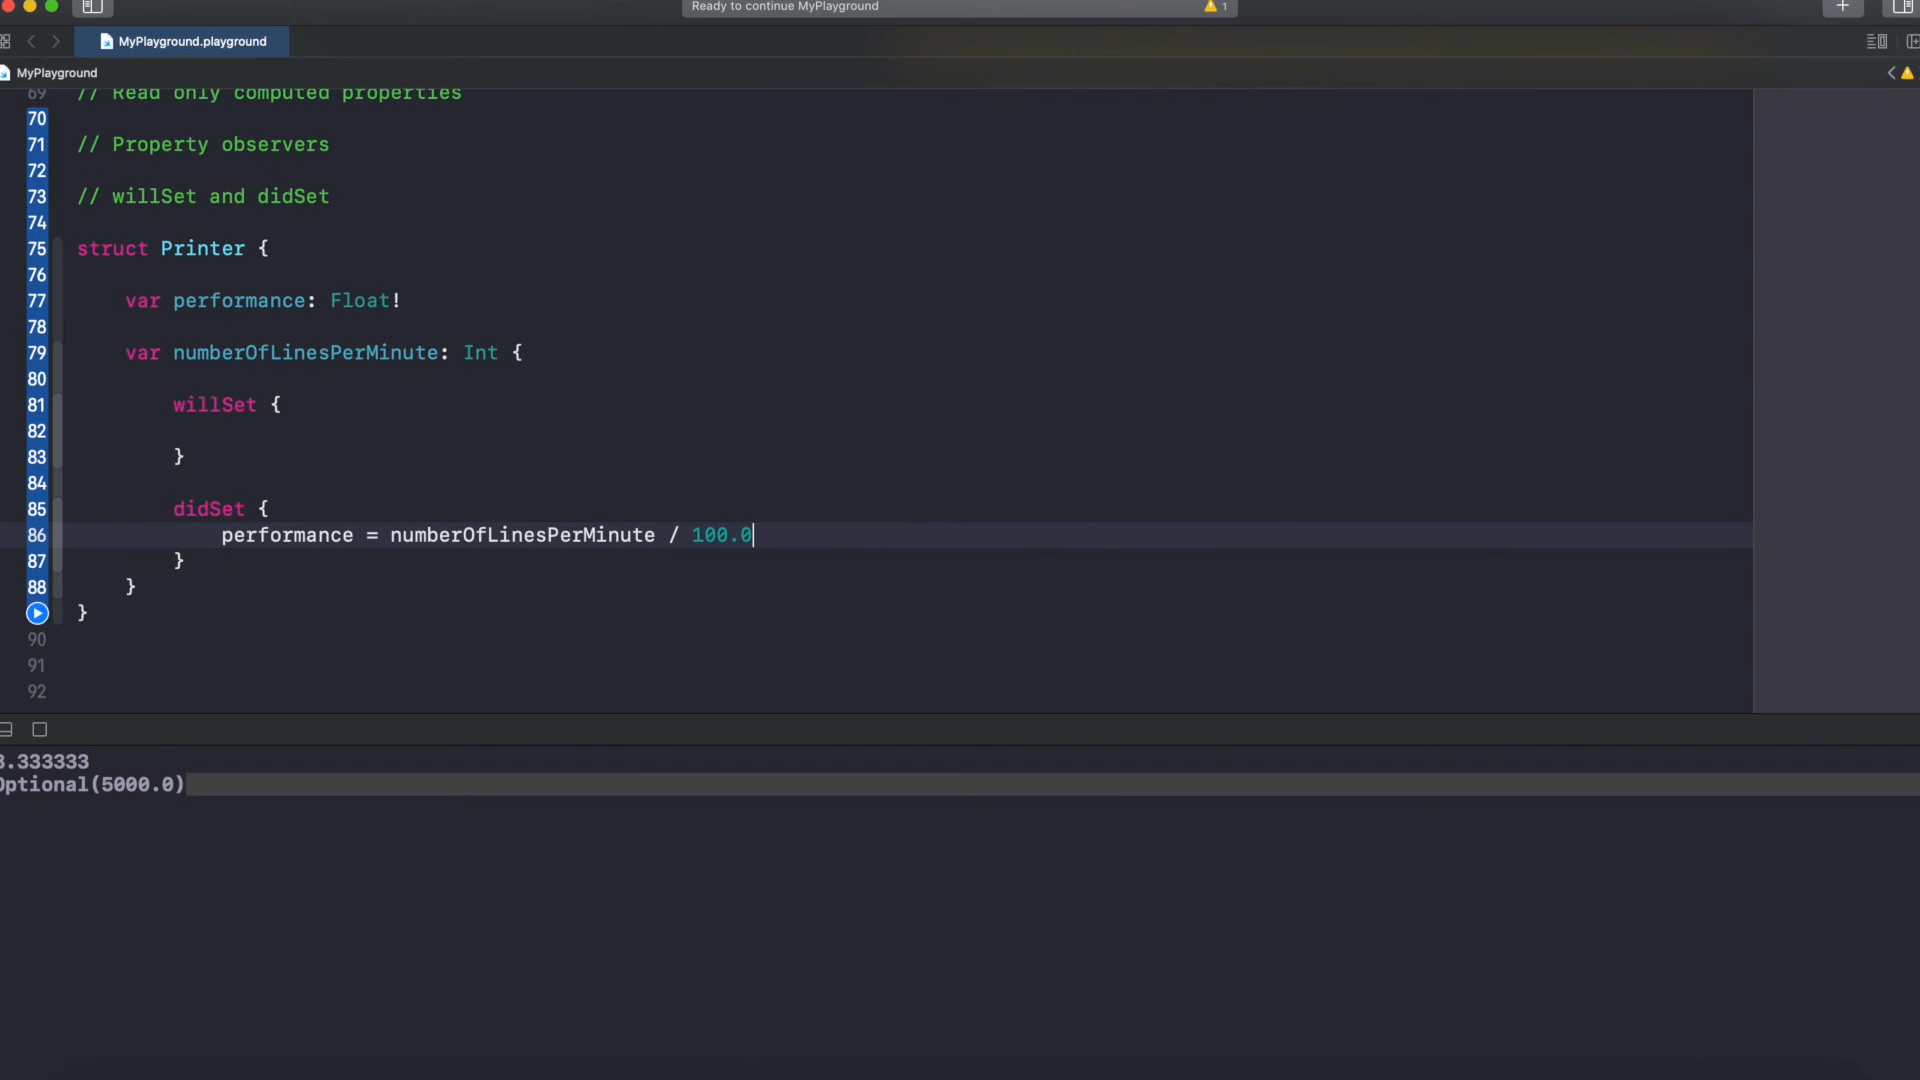 Ready to continue MyPlayground
1
MyPlayground.playground
MyPlayground
69 // Read only computed properties
70
71 // Property observers
72
73 // willSet and didSet
74
75 struct Printer {
76
77 var performance: Float!
78
79 var numberOfLinesPerMinute: Int {
80
81 willSet {
82
83 }
84
85 didSet {
86 performance = numberOfLinesPerMinute / 100.0
87 }
88 }
}
90
91
92
3.333333
Optional(5000.0)